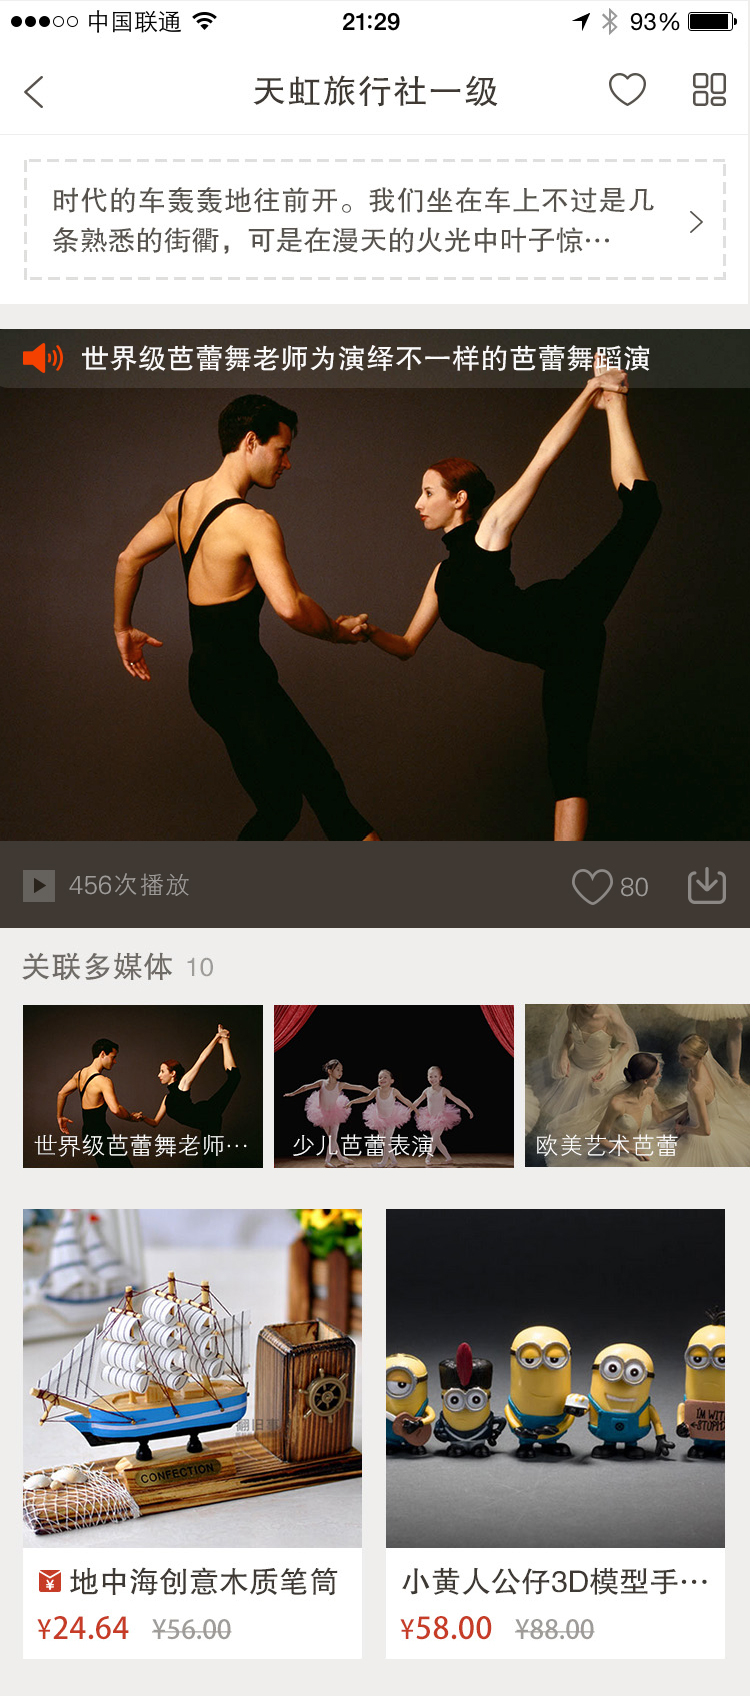 中国联通 21:29 93%
天虹旅行社一级
时代的车轰轰地往前开。我们坐在车上不过是几
条熟悉的街衢，可是在漫天的火光中叶子惊…
世界级芭蕾舞老师为演绎不一样的芭蕾舞蹈演
456次播放 80
关联多媒体 10
世界级芭蕾舞老师…
少儿芭蕾表演
欧美艺术芭蕾
CONFECTION
I'M WIT
STUPID
地中海创意木质笔筒
¥24.64 ¥56.00
小黄人公仔3D模型手…
¥58.00 ¥88.00